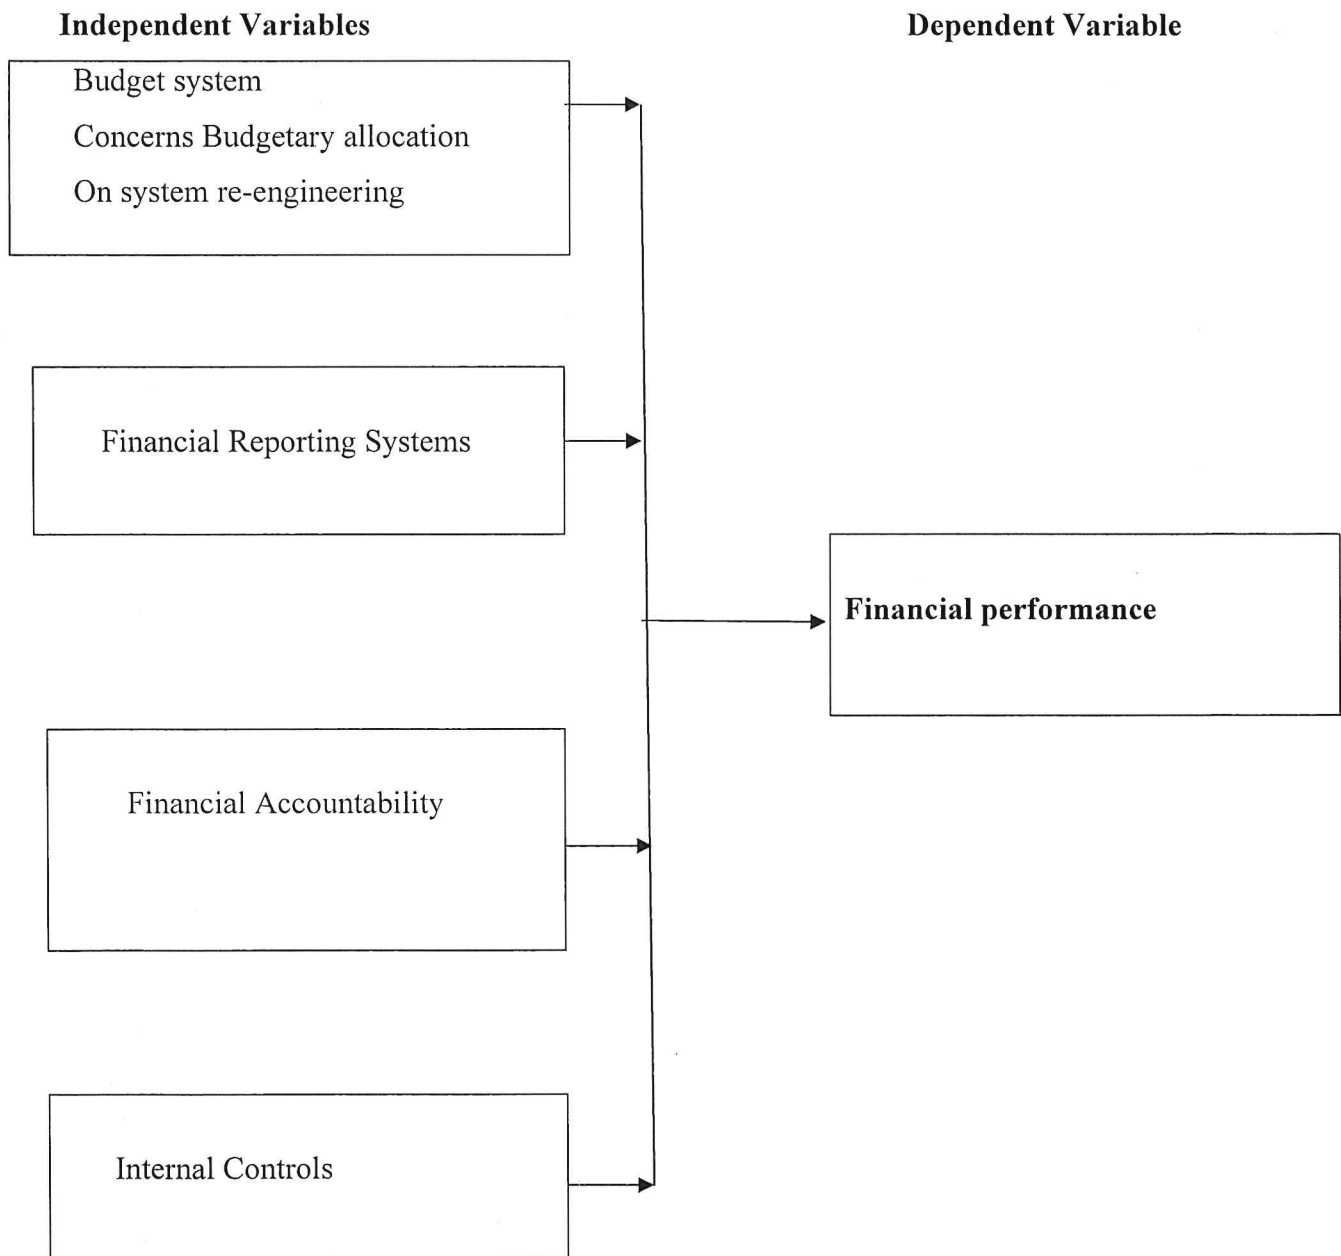 Independent Variables
Dependent Variable
Budget system
Concerns Budgetary allocation
On system re-engineering
Financial Reporting Systems
Financial performance
Financial Accountability
Internal Controls